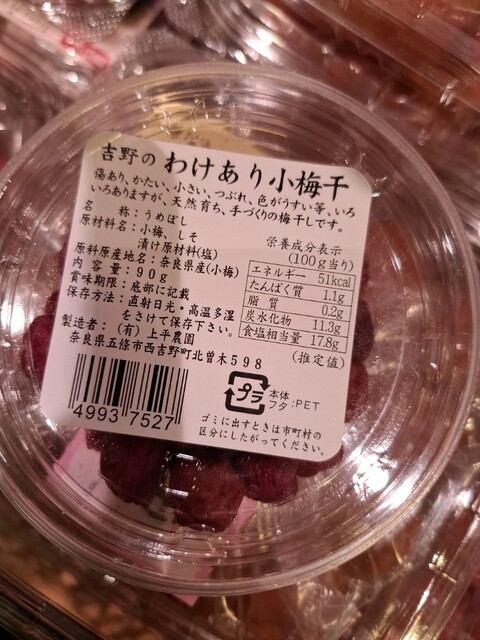 吉野の わけあり小梅干
傷あり、かたい、小さい、つぶれ、色がうすい等、いろ
いろありますが、天然育ち、手づくりの梅干しです。
名称:うめぼし
原材料名:小梅、しそ
漬け原材料(塩)
原料原産地名:奈良県産(小梅)
内容量:90g
賞味期限:底部に記載
保存方法:直射日光・高温多湿
をさけて保存下さい。
製造者:(有)上平農園
奈良県五條市西吉野町北曽木598
栄養成分表示
(100g当り)
エネルギー 51kcal
たんぱく質 1.1g
脂質 0.2g
炭水化物 11.3g
食塩相当量 17.8g
(推定値)
4993 7527
プラ
本体
フタ:PET
ゴミに出すときは市町村の
区分にしたがってください。